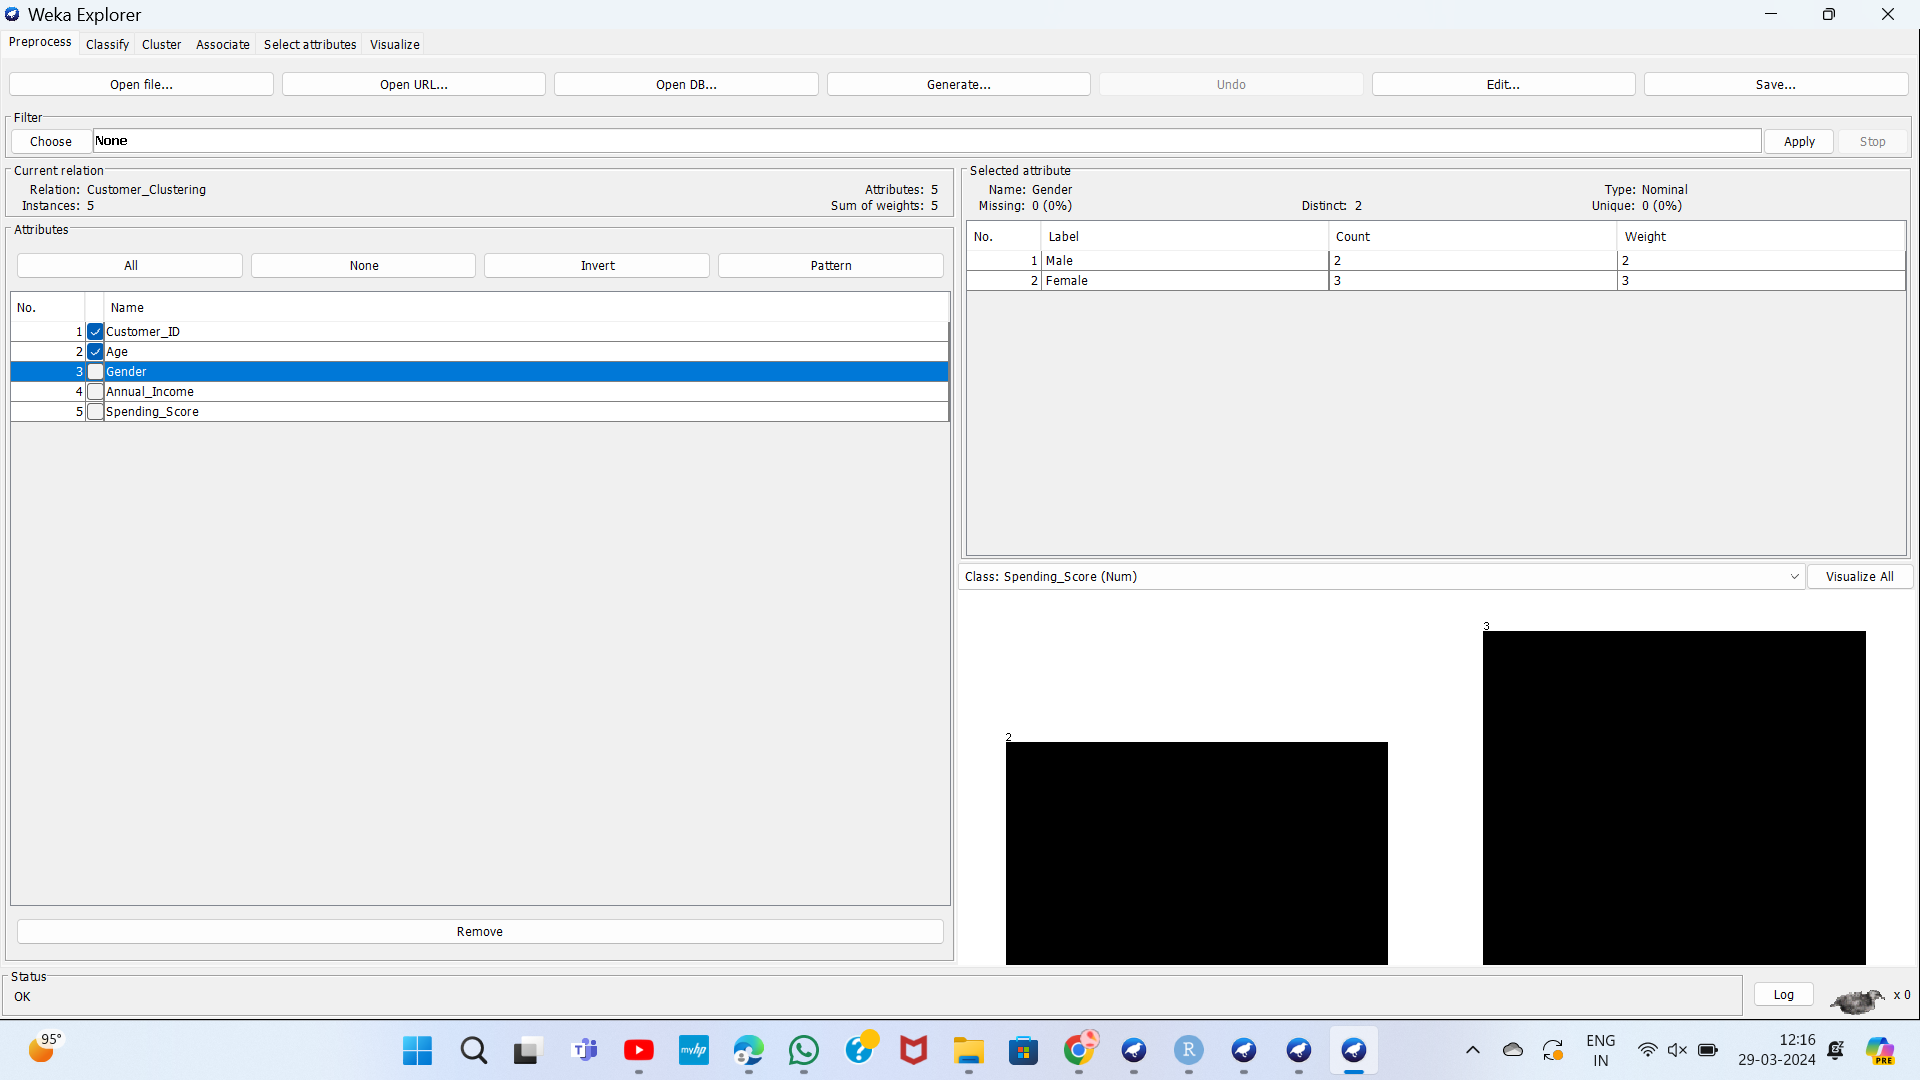 Weka Explorer
Preprocess Classify Cluster Associate Select attributes Visualize
Open file... Open URL... Open DB... Generate... Undo Edit... Save...
Filter
Choose None Apply Stop
Current relation
Relation: Customer_Clustering Attributes: 5
Instances: 5 Sum of weights: 5
Attributes
All None Invert Pattern
No. Name
1 Customer_ID
2 Age
3 Gender
4 Annual_Income
5 Spending_Score
Remove
Selected attribute
Name: Gender Type: Nominal
Missing: 0 (0%) Distinct: 2 Unique: 0 (0%)
No. Label Count Weight
1 Male 2 2
2 Female 3 3
Class: Spending_Score (Num) Visualize All
3
2
Status
OK
Log x 0
95°
myhp
R
ENG
IN
12:16
29-03-2024
PRE